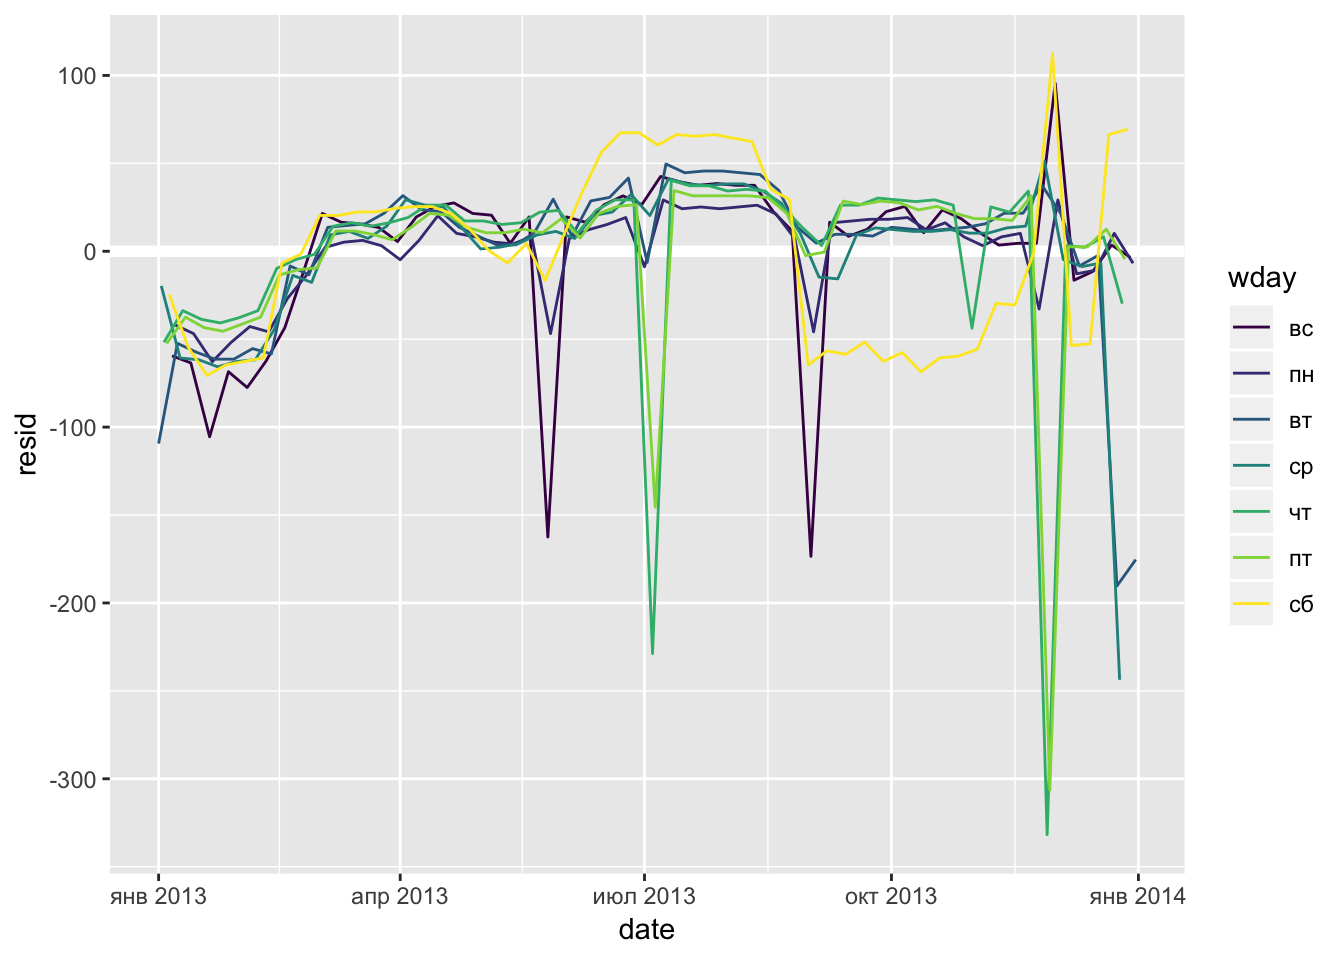 100
0
-100
-200
-300
resid
янв 2013
апр 2013
июл 2013
окт 2013
янв 2014
date
wday
вс
пн
вт
ср
чт
пт
сб